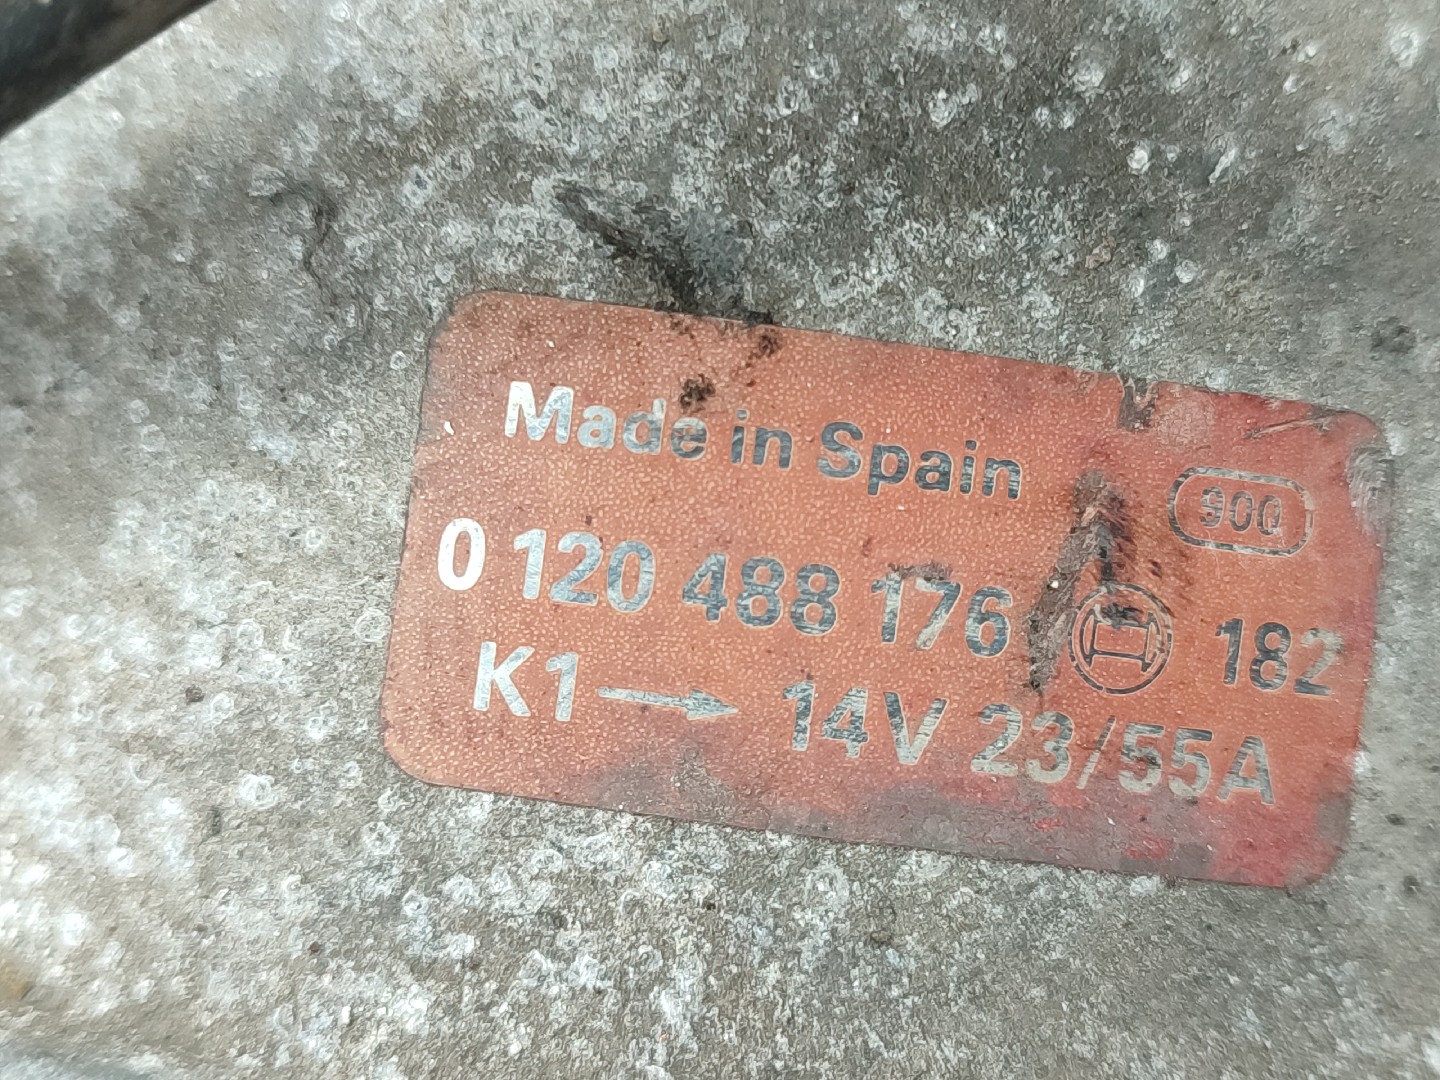 Made in Spain
900
0 120 488 176 182
K1 → 14V 23/55A